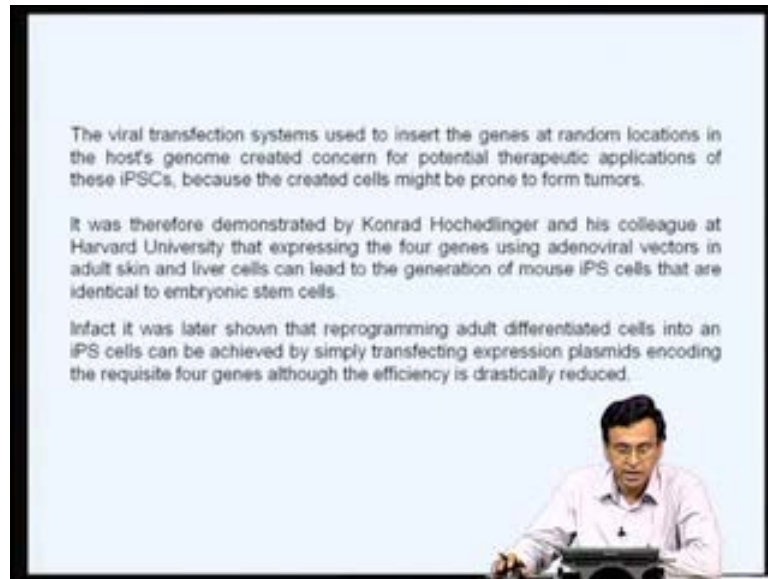 The viral transfection systems used to insert the genes at random locations in
the host's genome created concern for potential therapeutic applications of
these iPSCs, because the created cells might be prone to form tumors.
It was therefore demonstrated by Konrad Hochedlinger and his colleague at
Harvard University that expressing the four genes using adenoviral vectors in
adult skin and liver cells can lead to the generation of mouse iPS cells that are
identical to embryonic stem cells.
Infact it was later shown that reprogramming adult differentiated cells into an
iPS cells can be achieved by simply transfecting expression plasmids encoding
the requisite four genes although the efficiency is drastically reduced.